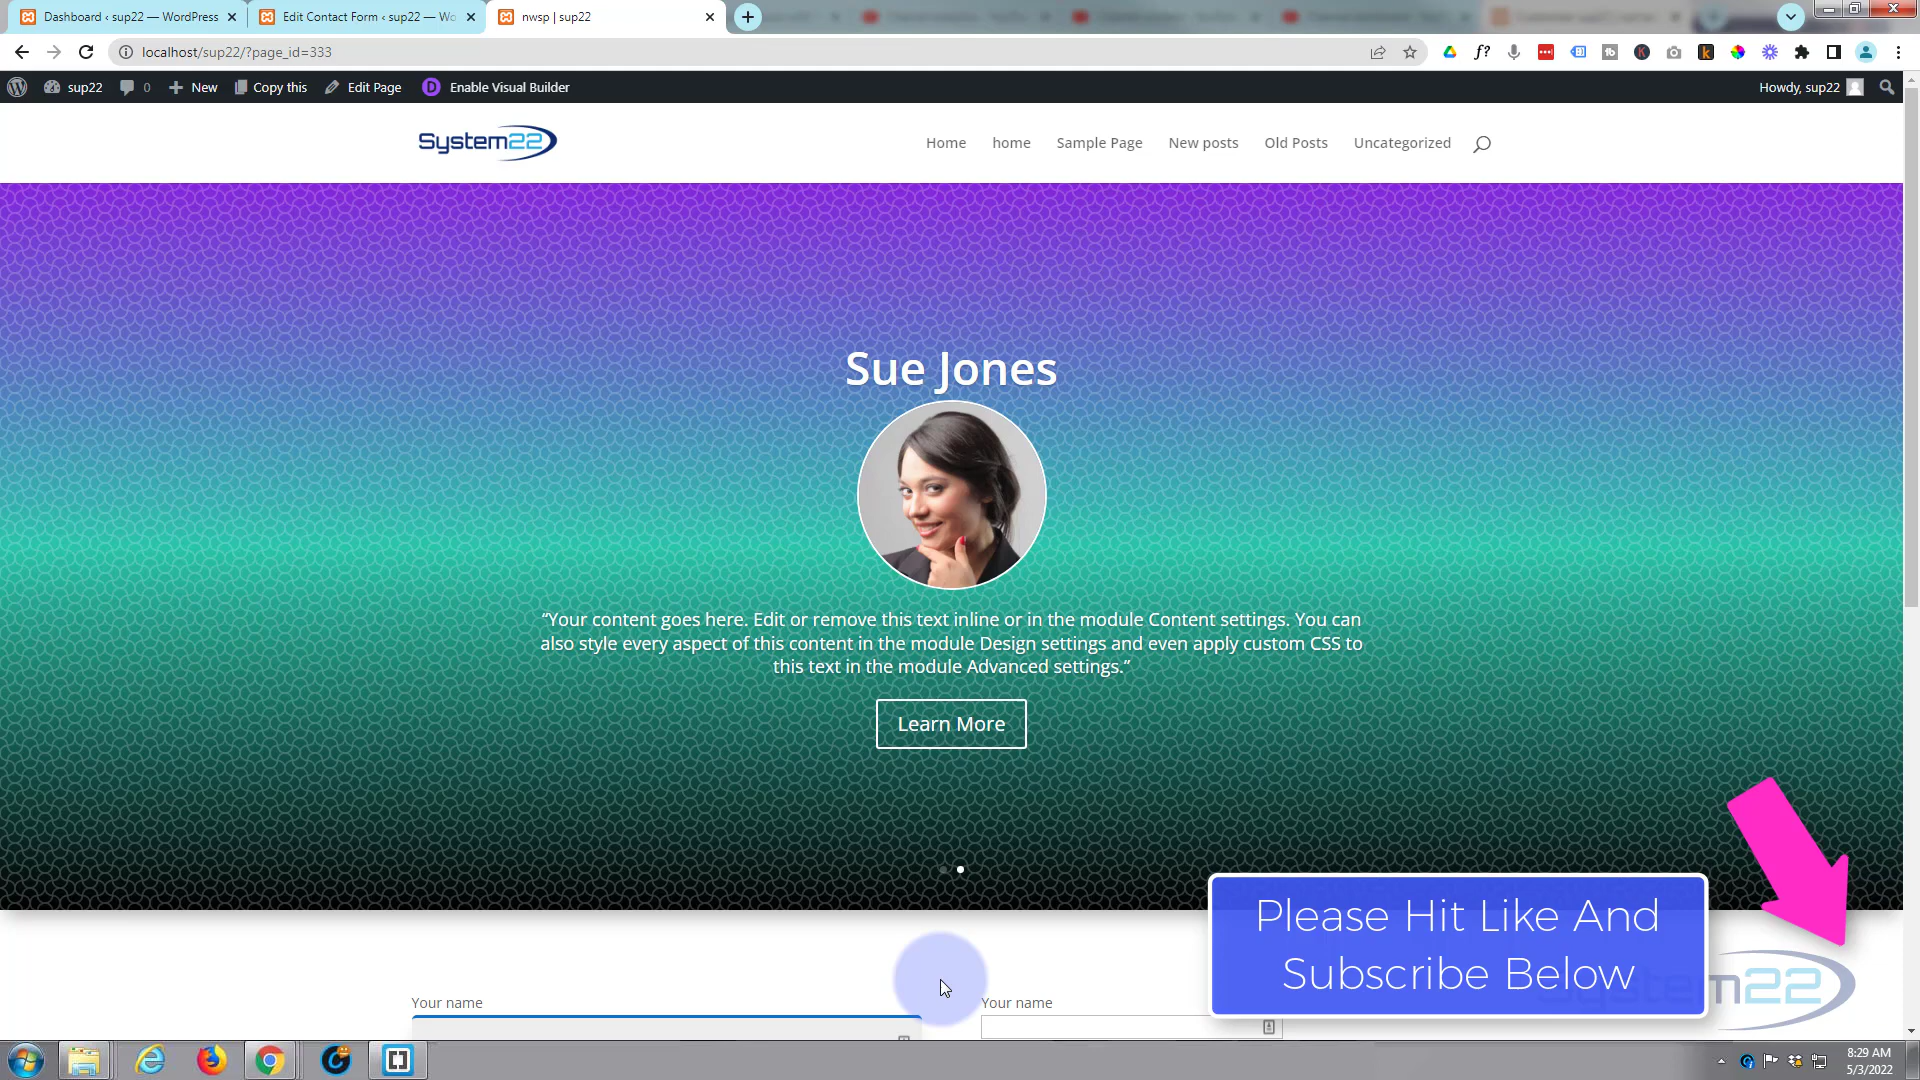 Dashboard ‹ sup22 — WordPress
Edit Contact Form ‹ sup22 — Wo
nwsp | sup22
localhost/sup22/?page_id=333
sup22
0
New
Copy this
Edit Page
D
Enable Visual Builder
Howdy, sup22
System22
Home
home
Sample Page
New posts
Old Posts
Uncategorized
Sue Jones
“Your content goes here. Edit or remove this text inline or in the module Content settings. You can
also style every aspect of this content in the module Design settings and even apply custom CSS to
this text in the module Advanced settings.”
Learn More
Please Hit Like And
Subscribe Below
System22
Your name
Your name
8:29 AM
5/3/2022